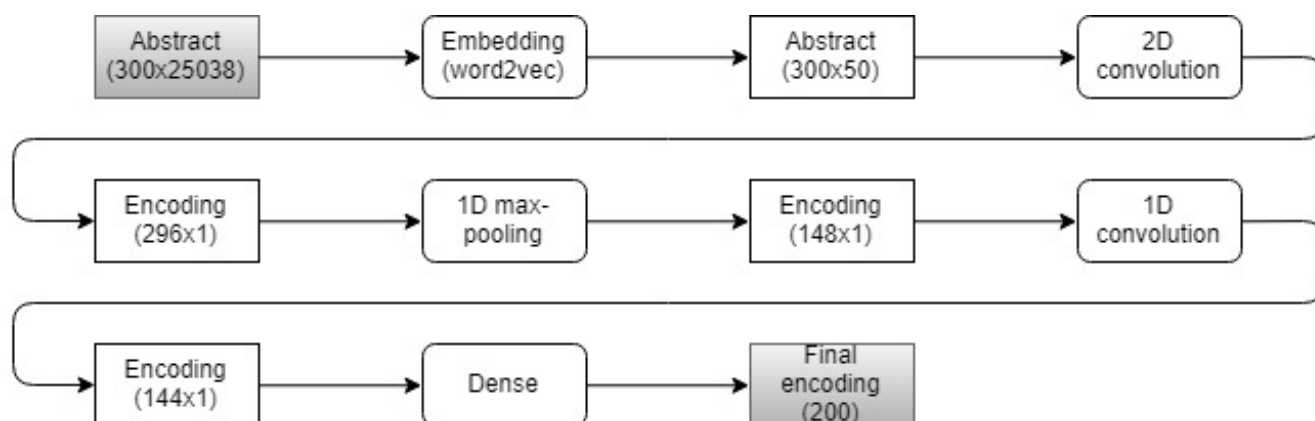 Abstract
(300x25038)
Embedding
(word2vec)
Abstract
(300x50)
2D
convolution
Encoding
(296x1)
1D max-
pooling
Encoding
(148x1)
1D
convolution
Encoding
(144x1)
Dense
Final
encoding
(200)